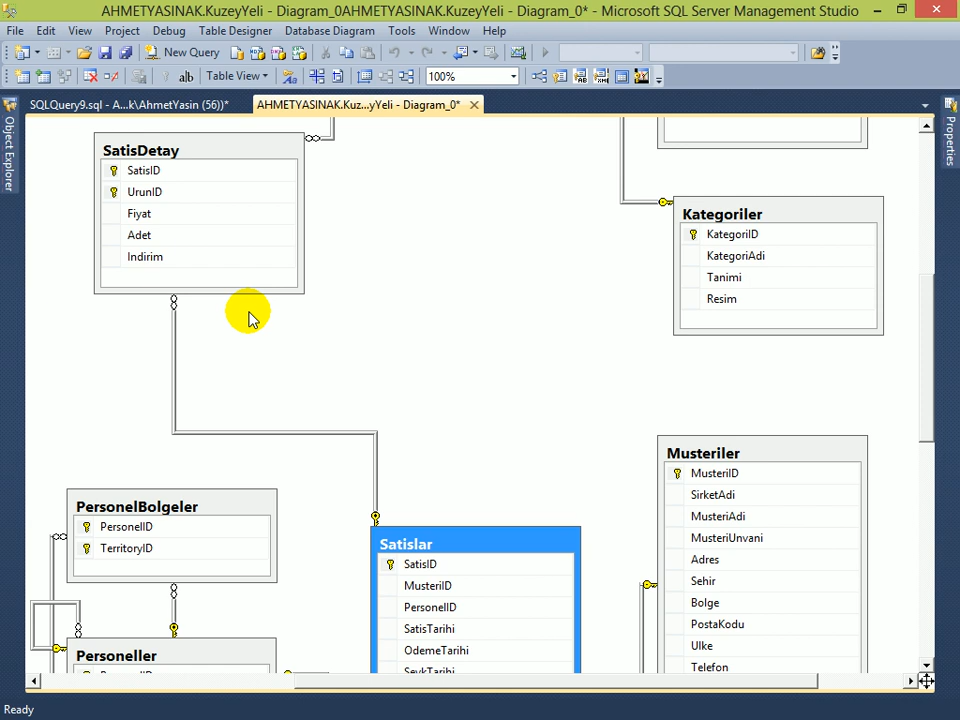 AHMETYASINAK.KuzeyYeli - Diagram_0AHMETYASINAK.KuzeyYeli - Diagram_0* - Microsoft SQL Server Management Studio
File Edit View Project Debug Table Designer Database Diagram Tools Window Help
New Query
Table View 100%
SQLQuery9.sql - A...k\AhmetYasin (56))* AHMETYASINAK.Kuz...yYeli - Diagram_0*
Object Explorer
Properties
SatisDetay
SatisID
UrunID
Fiyat
Adet
Indirim
Kategoriler
KategoriID
KategoriAdi
Tanimi
Resim
PersonelBolgeler
PersonelID
TerritoryID
Personeller
Satislar
SatisID
MusteriID
PersonelID
SatisTarihi
OdemeTarihi
SevkTarihi
Musteriler
MusteriID
SirketAdi
MusteriAdi
MusteriUnvani
Adres
Sehir
Bolge
PostaKodu
Ulke
Telefon
Ready